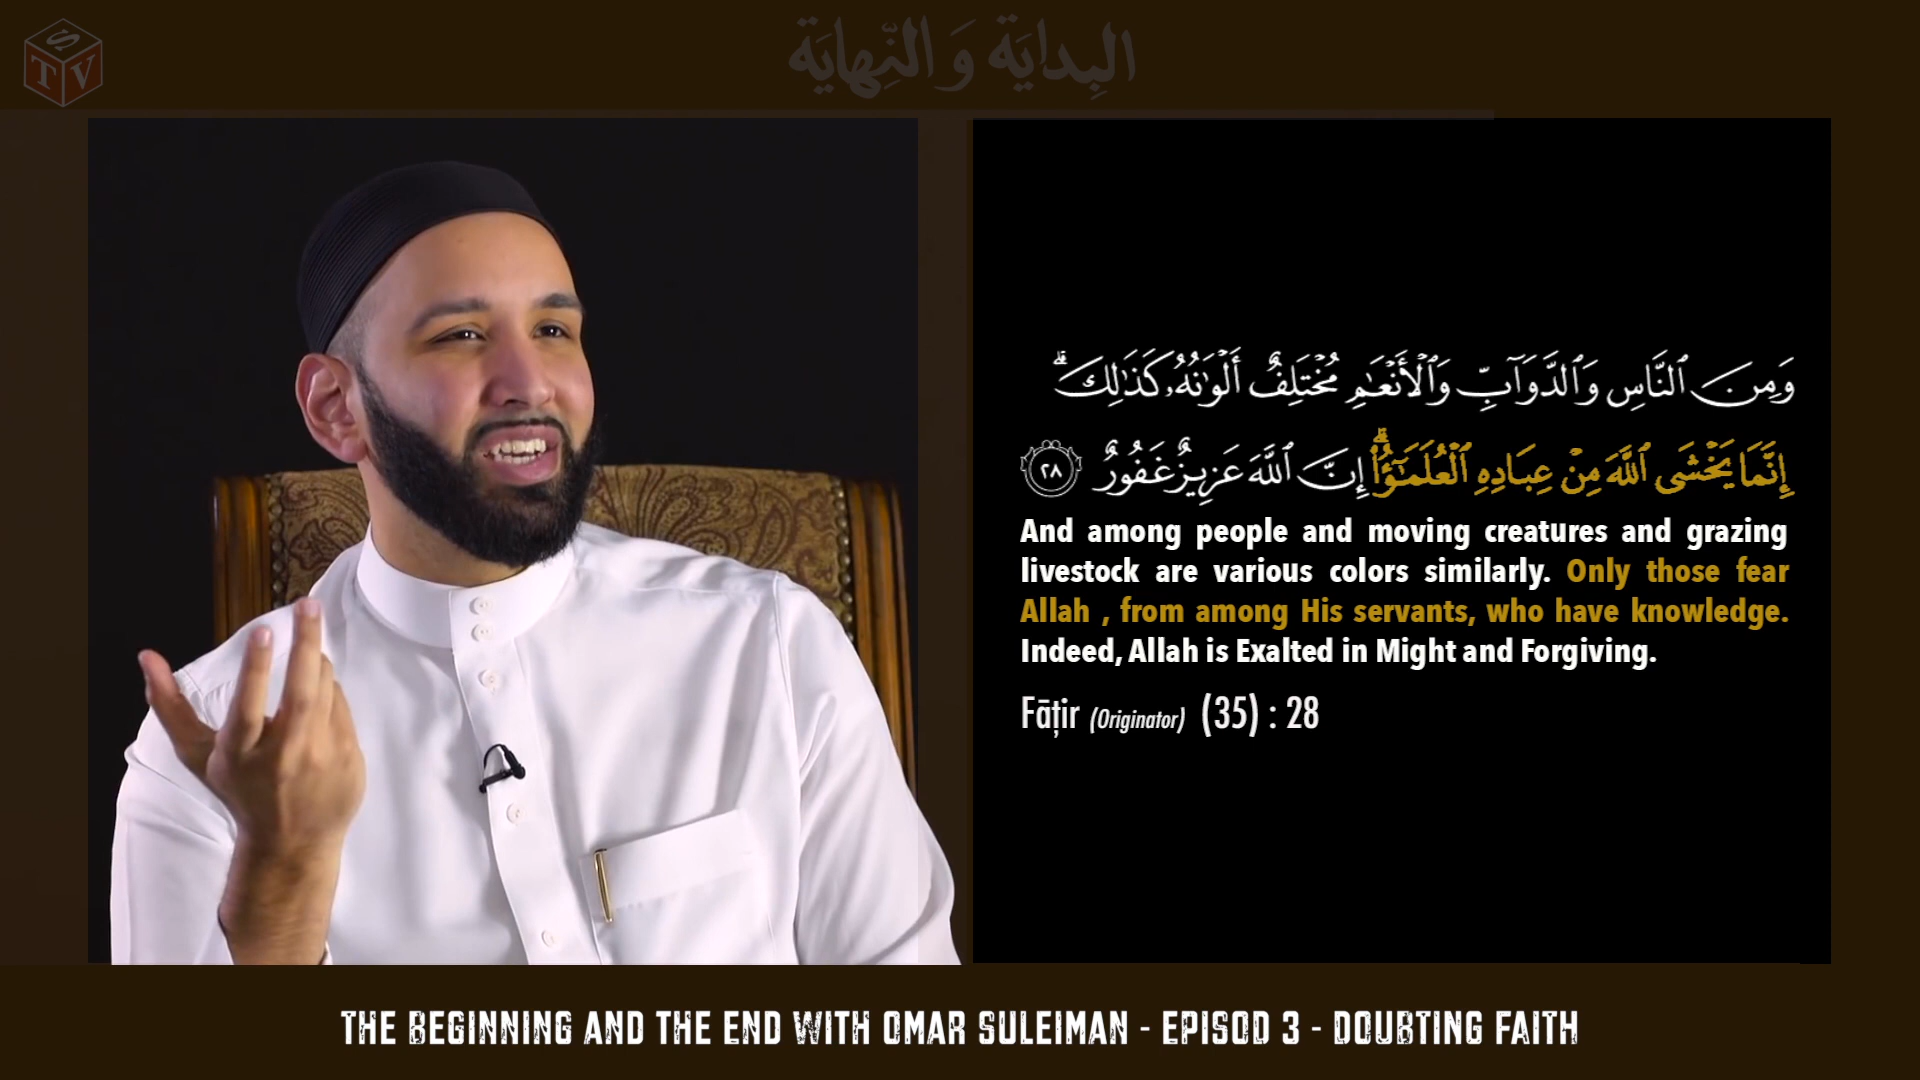 S
T V
البِدايَة وَ النِّهايَة
وَمِنَ ٱلنَّاسِ وَٱلدَّوَآبِّ وَٱلْأَنْعَٰمِ مُخْتَلِفٌ أَلْوَٰنُهُۥ كَذَٰلِكَ ۗ
إِنَّمَا يَخْشَى ٱللَّهَ مِنْ عِبَادِهِ ٱلْعُلَمَٰٓؤُا۟ ۗ إِنَّ ٱللَّهَ عَزِيزٌ غَفُورٌ ٢٨
And among people and moving creatures and grazing
livestock are various colors similarly. Only those fear
Allah , from among His servants, who have knowledge.
Indeed, Allah is Exalted in Might and Forgiving.
Fāṭir (Originator) (35) : 28
THE BEGINNING AND THE END WITH OMAR SULEIMAN - EPISOD 3 - DOUBTING FAITH